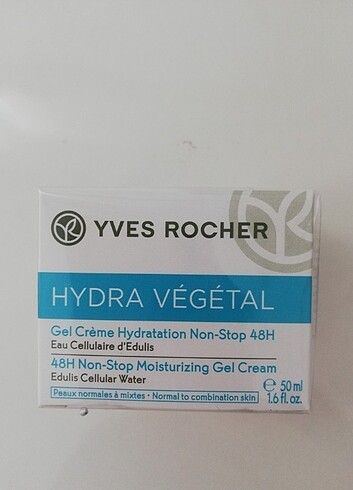 YVES ROCHER
HYDRA VÉGÉTAL
Gel Crème Hydratation Non-Stop 48H
Eau Cellulaire d'Edulis
48H Non-Stop Moisturizing Gel Cream
Edulis Cellular Water
Peaux normales à mixtes • Normal to combination skin
℮ 50 ml
1.6 fl. oz.